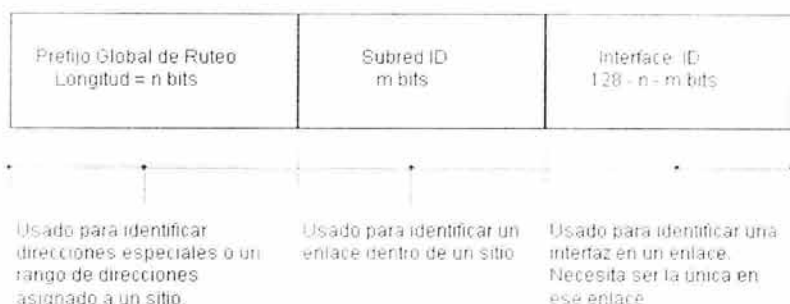 Prefijo Global de Ruteo
Longitud = n bits
Subred ID
m bits
Interface ID
128 - n - m bits
Usado para identificar
direcciones especiales o un
rango de direcciones
asignado a un sitio.
Usado para identificar un
enlace dentro de un sitio
Usado para identificar una
interfaz en un enlace.
Necesita ser la unica en
ese enlace